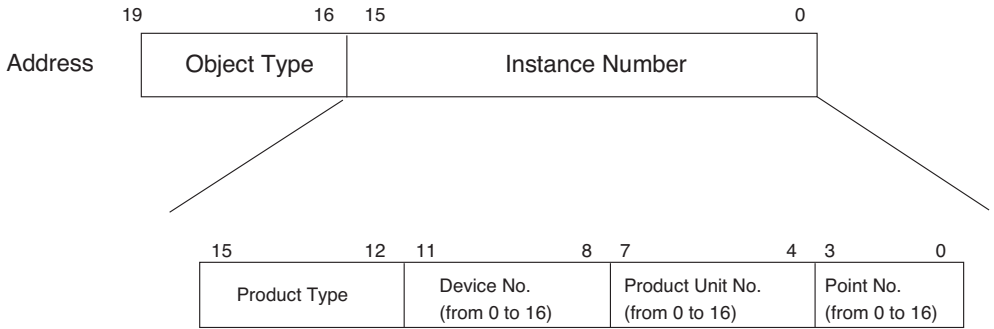 19 16 15 0
Address Object Type Instance Number
15 12 11 8 7 4 3 0
Product Type
Device No.
(from 0 to 16)
Product Unit No.
(from 0 to 16)
Point No.
(from 0 to 16)